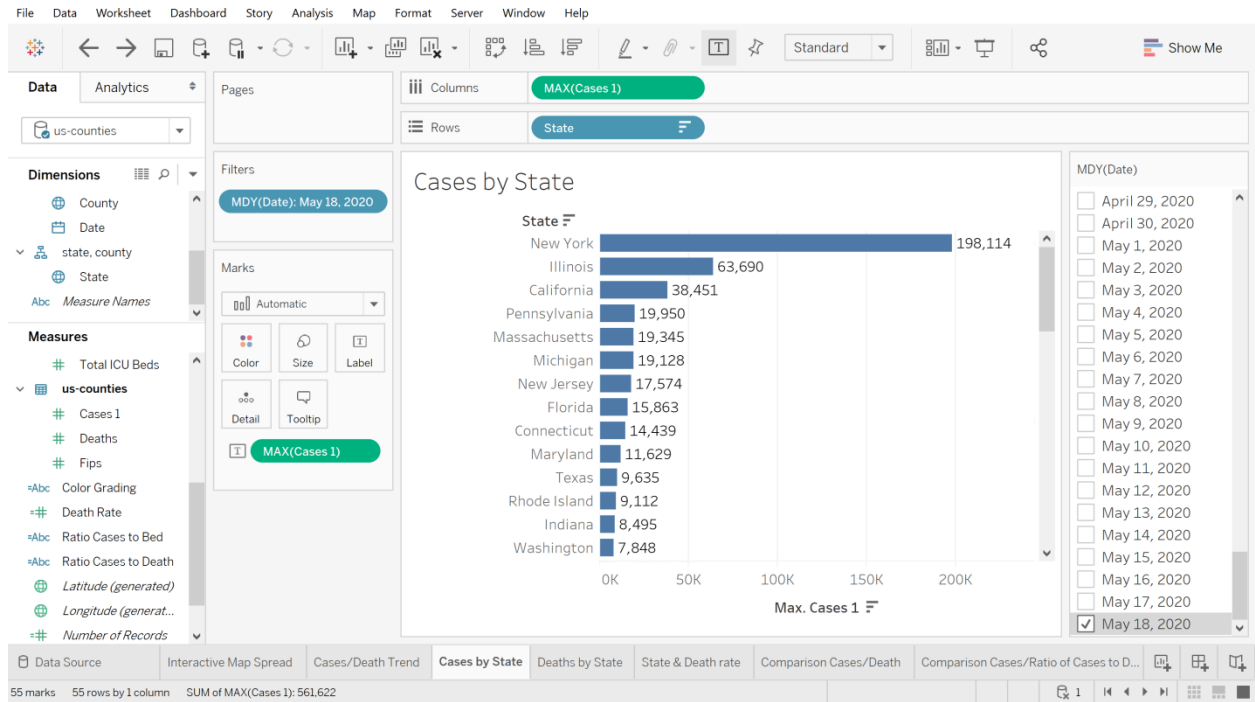 File Data Worksheet Dashboard Story Analysis Map Format Server Window Help
Standard
Show Me
Data Analytics
us-counties
Dimensions
County
Date
state, county
State
Abc Measure Names
Measures
# Total ICU Beds
us-counties
# Cases 1
# Deaths
# Fips
=Abc Color Grading
=# Death Rate
=Abc Ratio Cases to Bed
=Abc Ratio Cases to Death
Latitude (generated)
Longitude (generat...
=# Number of Records
Pages
Filters
MDY(Date): May 18, 2020
Marks
Automatic
Color Size T Label
Detail Tooltip
T MAX(Cases 1)
Columns MAX(Cases 1)
Rows State
Cases by State
State
New York 198,114
Illinois 63,690
California 38,451
Pennsylvania 19,950
Massachusetts 19,345
Michigan 19,128
New Jersey 17,574
Florida 15,863
Connecticut 14,439
Maryland 11,629
Texas 9,635
Rhode Island 9,112
Indiana 8,495
Washington 7,848
0K 50K 100K 150K 200K
Max. Cases 1
MDY(Date)
April 29, 2020
April 30, 2020
May 1, 2020
May 2, 2020
May 3, 2020
May 4, 2020
May 5, 2020
May 6, 2020
May 7, 2020
May 8, 2020
May 9, 2020
May 10, 2020
May 11, 2020
May 12, 2020
May 13, 2020
May 14, 2020
May 15, 2020
May 16, 2020
May 17, 2020
May 18, 2020
Data Source Interactive Map Spread Cases/Death Trend Cases by State Deaths by State State & Death rate Comparison Cases/Death Comparison Cases/Ratio of Cases to D...
55 marks 55 rows by 1 column SUM of MAX(Cases 1): 561,622 1